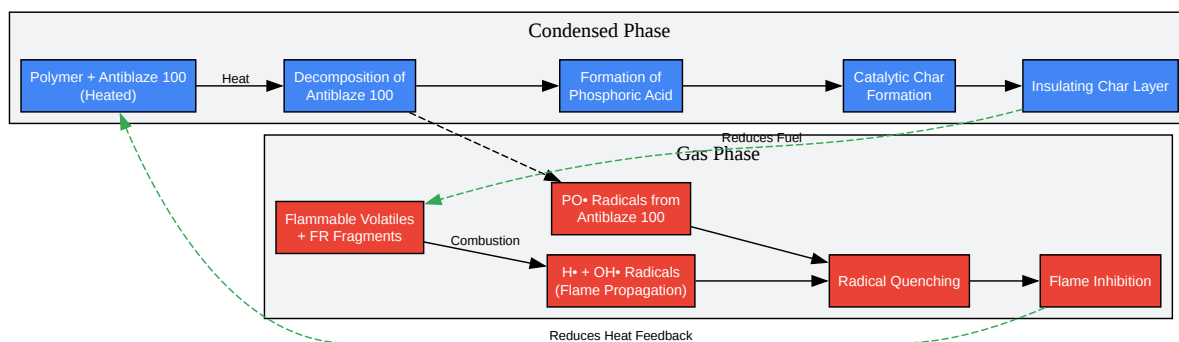 Condensed Phase
Polymer + Antiblaze 100
(Heated)
Heat
Decomposition of
Antiblaze 100
Formation of
Phosphoric Acid
Catalytic Char
Formation
Insulating Char Layer
Reduces Fuel
Gas Phase
PO• Radicals from
Antiblaze 100
Flammable Volatiles
+ FR Fragments
Combustion
H• + OH• Radicals
(Flame Propagation)
Radical Quenching
Flame Inhibition
Reduces Heat Feedback